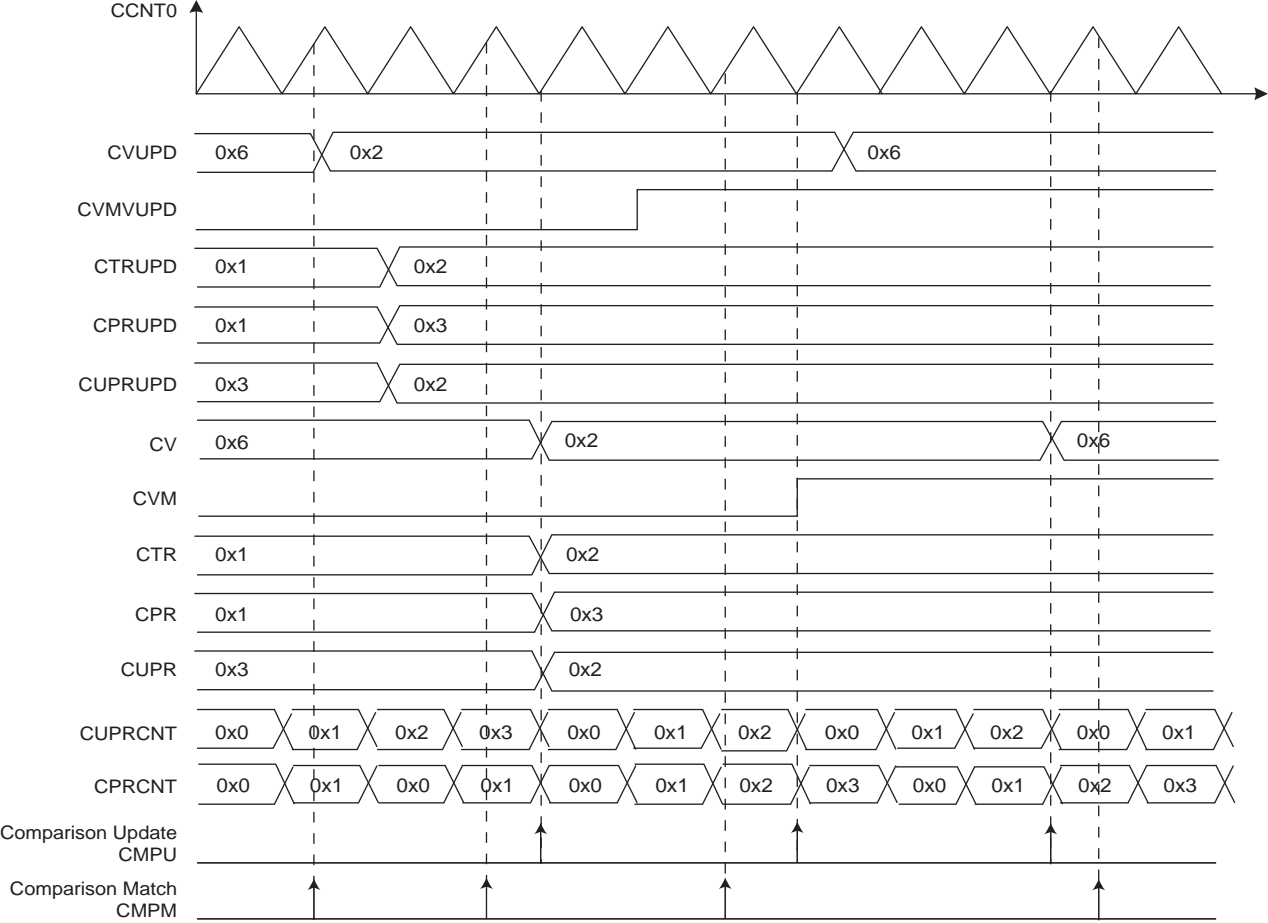 CCNT0
CVUPD 0x6 0x2 0x6
CVMVUPD
CTRUPD 0x1 0x2
CPRUPD 0x1 0x3
CUPRUPD 0x3 0x2
CV 0x6 0x2 0x6
CVM
CTR 0x1 0x2
CPR 0x1 0x3
CUPR 0x3 0x2
CUPRCNT 0x0 0x1 0x2 0x3 0x0 0x1 0x2 0x0 0x1 0x2 0x0 0x1
CPRCNT 0x0 0x1 0x0 0x1 0x0 0x1 0x2 0x3 0x0 0x1 0x2 0x3
Comparison Update
CMPU
Comparison Match
CMPM